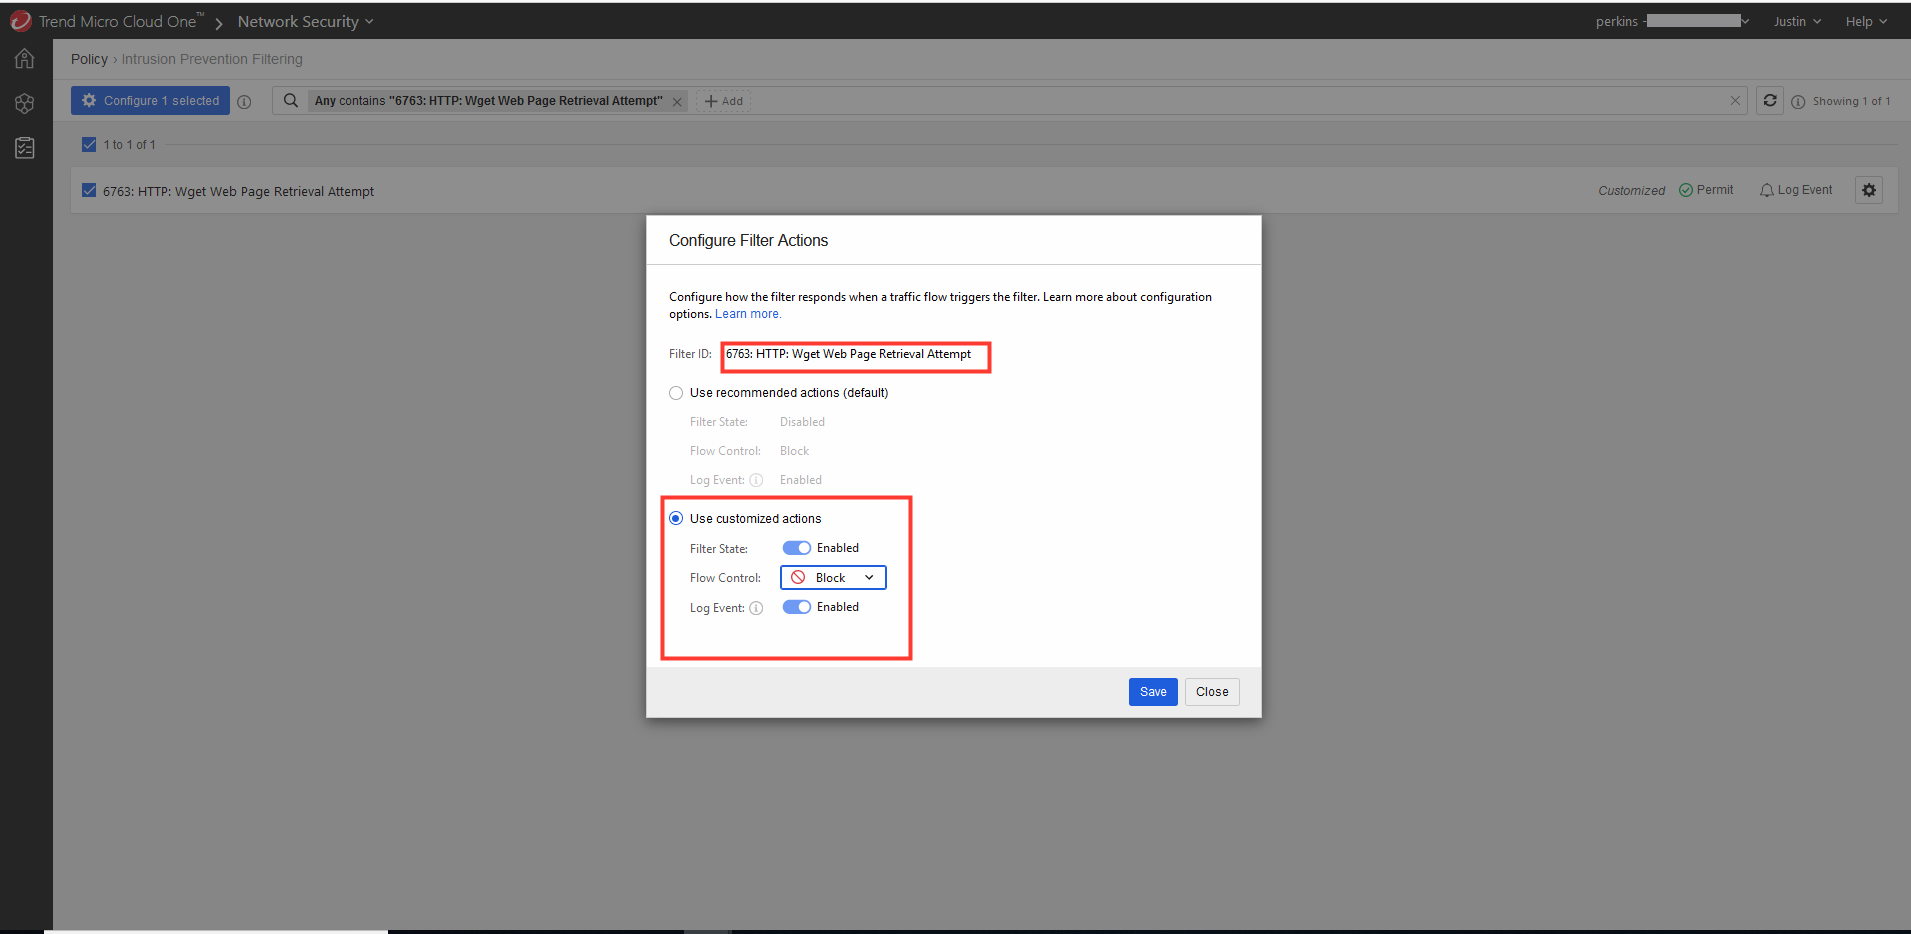 Trend Micro Cloud One™ > Network Security
perkins -
Justin
Help
Policy › Intrusion Prevention Filtering
Configure 1 selected
Any contains "6763: HTTP: Wget Web Page Retrieval Attempt"
Add
Showing 1 of 1
1 to 1 of 1
6763: HTTP: Wget Web Page Retrieval Attempt
Customized
Permit
Log Event
Configure Filter Actions
Configure how the filter responds when a traffic flow triggers the filter. Learn more about configuration
options. Learn more.
Filter ID: 6763: HTTP: Wget Web Page Retrieval Attempt
Use recommended actions (default)
Filter State: Disabled
Flow Control: Block
Log Event: Enabled
Use customized actions
Filter State: Enabled
Flow Control: Block
Log Event: Enabled
Save
Close